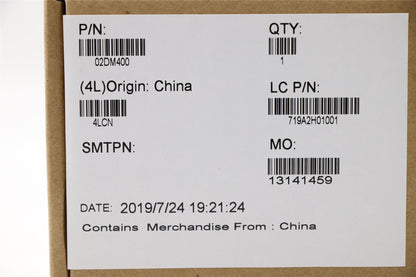 P/N: QTY:
02DM400 1
(4L)Origin: China LC P/N:
4LCN 719A2H01001
SMTPN: MO:
13141459
DATE: 2019/7/24 19:21:24
Contains Merchandise From : China